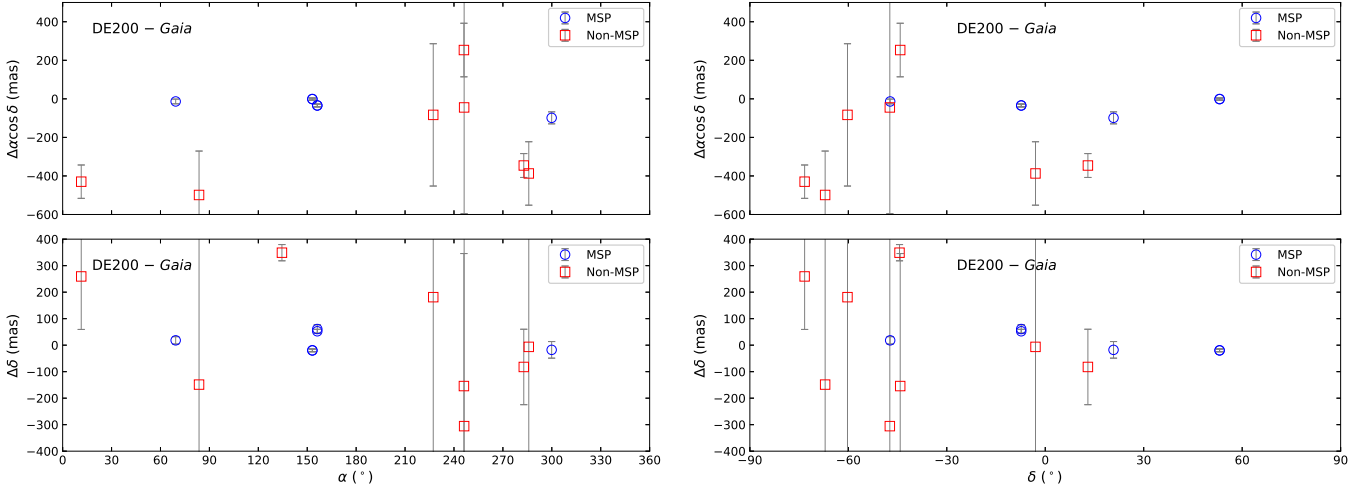 400
200
0
−200
−400
−600
Δαcos δ (mas)
DE200 − Gaia
MSP
Non-MSP
400
200
0
−200
−400
−600
Δαcos δ (mas)
DE200 − Gaia
MSP
Non-MSP
400
300
200
100
0
−100
−200
−300
−400
Δδ (mas)
DE200 − Gaia
MSP
Non-MSP
0 30 60 90 120 150 180 210 240 270 300 330 360
α (°)
400
300
200
100
0
−100
−200
−300
−400
Δδ (mas)
DE200 − Gaia
MSP
Non-MSP
−90 −60 −30 0 30 60 90
δ (°)